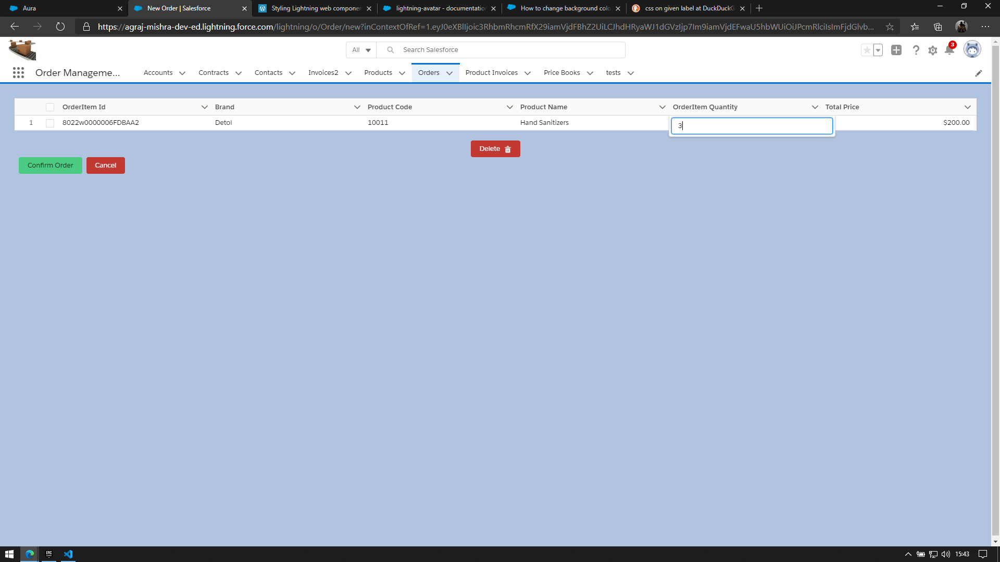 Aura
New Order | Salesforce
Styling Lightning web componen
lightning-avatar - documentation
How to change background colo
css on given label at DuckDuckG
https://agraj-mishra-dev-ed.lightning.force.com/lightning/o/Order/new?inContextOfRef=1.
All
Search Salesforce
3
Order Manageme...
Accounts
Contracts
Contacts
Invoices2
Products
Orders
Product Invoices
Price Books
tests
OrderItem Id
Brand
Product Code
Product Name
OrderItem Quantity
Total Price
1
8022w0000006FDBAA2
Detol
10011
Hand Sanitizers
3
$200.00
Delete
Confirm Order
Cancel
EPIC
15:43